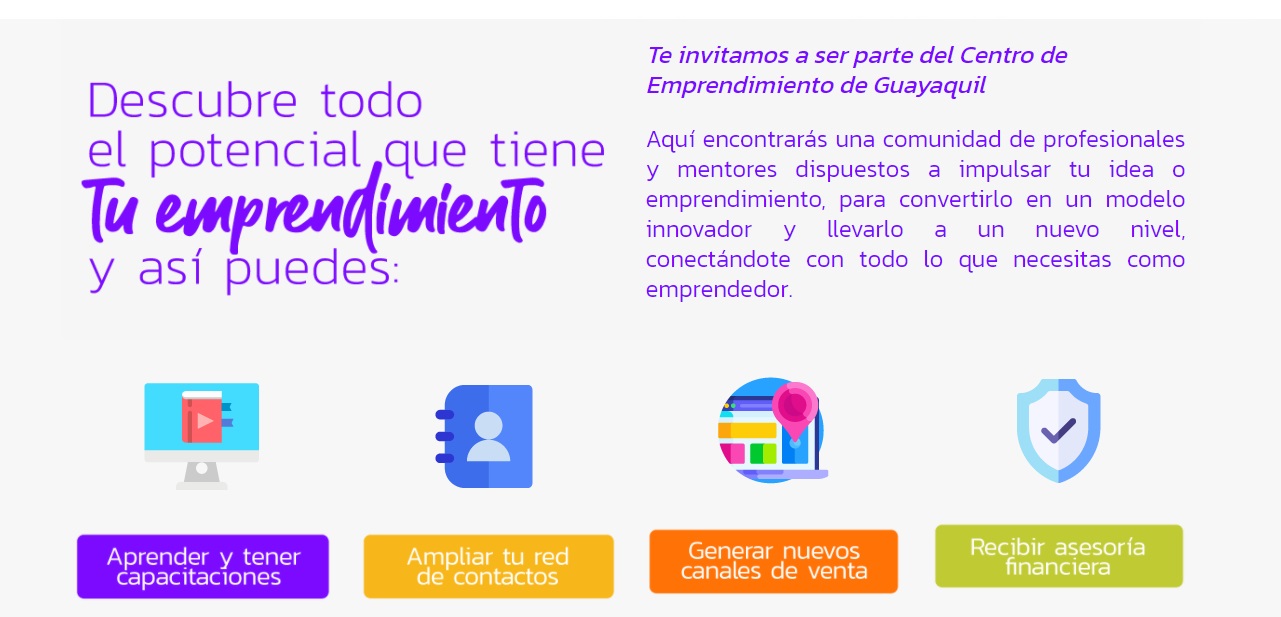 Descubre todo
el potencial que tiene
Tu emprendimiento
y así puedes:
Te invitamos a ser parte del Centro de
Emprendimiento de Guayaquil
Aquí encontrarás una comunidad de profesionales
y mentores dispuestos a impulsar tu idea o
emprendimiento, para convertirlo en un modelo
innovador y llevarlo a un nuevo nivel,
conectándote con todo lo que necesitas como
emprendedor.
Aprender y tener
capacitaciones
Ampliar tu red
de contactos
Generar nuevos
canales de venta
Recibir asesoría
financiera